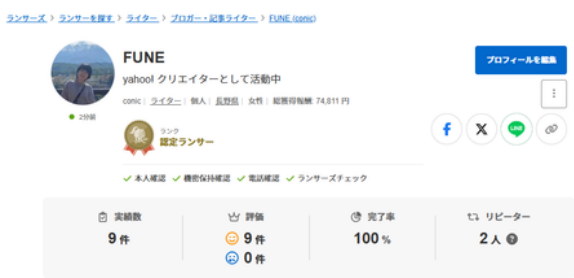 ランサーズ 〉 ランサーを探す 〉 ライター 〉 ブロガー・記事ライター 〉 FUNE (conic)
FUNE
プロフィールを編集
yahoo! クリエイターとして活動中
conic | ライター | 個人 | 長野県 | 女性 | 総獲得報酬: 74,811 円
2分前
ランク
認定ランサー
LINE
本人確認 機密保持確認 電話確認 ランサーズチェック
実績数 評価 完了率 リピーター
9 件 9 件 100 % 2 人
0 件